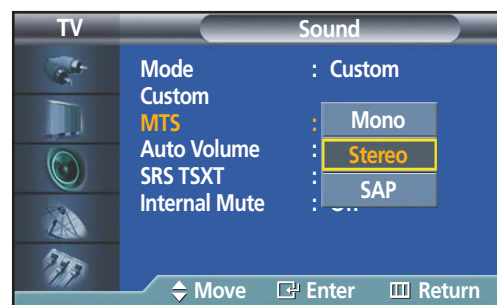 TV Sound
Mode : Custom
Custom
MTS :
Mono
Stereo
SAP
Auto Volume :
SRS TSXT :
Internal Mute :
Move Enter Return